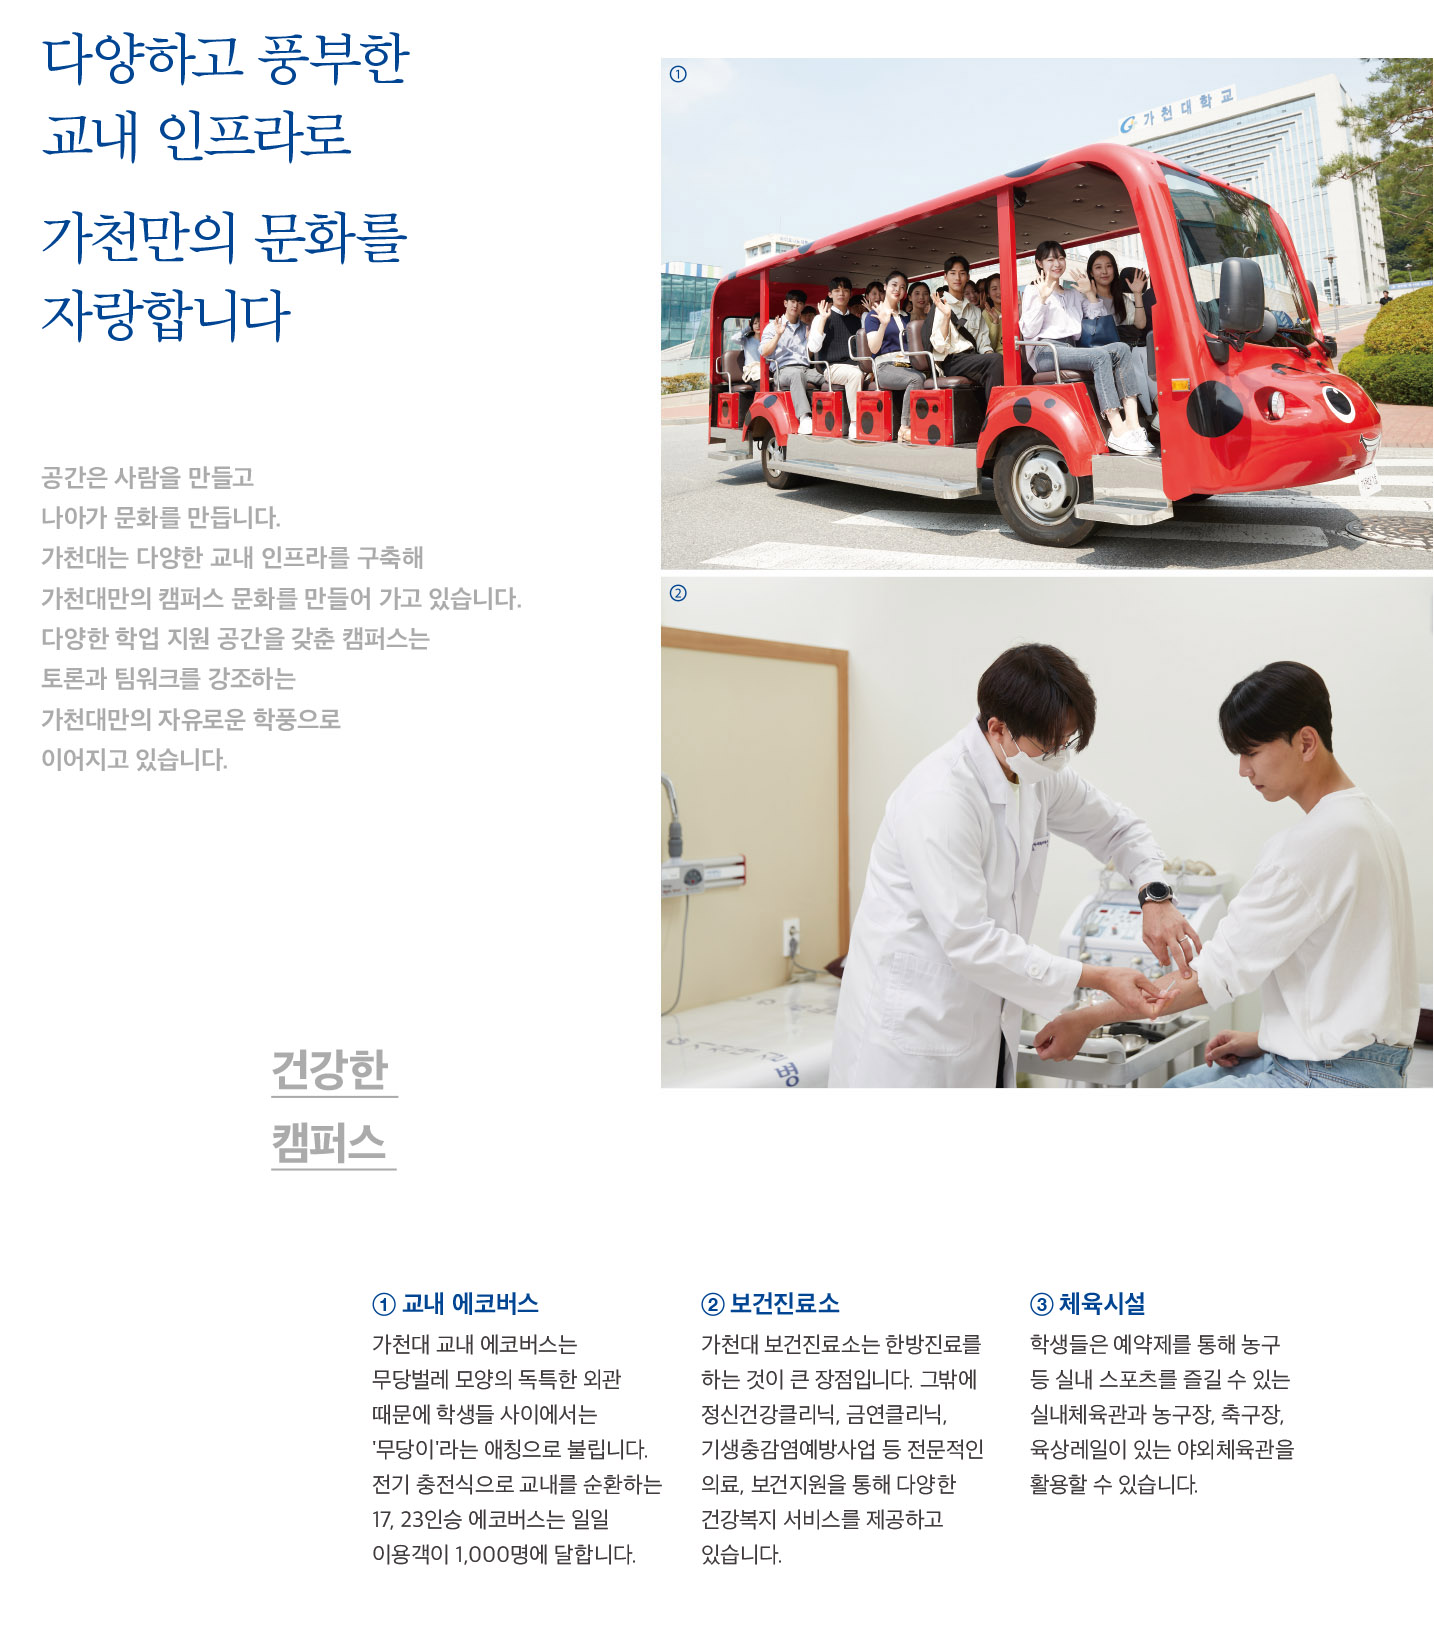 다양하고 풍부한
교내 인프라로
가천만의 문화를
자랑합니다
공간은 사람을 만들고
나아가 문화를 만듭니다.
가천대는 다양한 교내 인프라를 구축해
가천대만의 캠퍼스 문화를 만들어 가고 있습니다.
다양한 학업 지원 공간을 갖춘 캠퍼스는
토론과 팀워크를 강조하는
가천대만의 자유로운 학풍으로
이어지고 있습니다.
①
가천대학교
②
병
건강한
캠퍼스
① 교내 에코버스
가천대 교내 에코버스는
무당벌레 모양의 독특한 외관
때문에 학생들 사이에서는
'무당이'라는 애칭으로 불립니다.
전기 충전식으로 교내를 순환하는
17, 23인승 에코버스는 일일
이용객이 1,000명에 달합니다.
② 보건진료소
가천대 보건진료소는 한방진료를
하는 것이 큰 장점입니다. 그밖에
정신건강클리닉, 금연클리닉,
기생충감염예방사업 등 전문적인
의료, 보건지원을 통해 다양한
건강복지 서비스를 제공하고
있습니다.
③ 체육시설
학생들은 예약제를 통해 농구
등 실내 스포츠를 즐길 수 있는
실내체육관과 농구장, 축구장,
육상레일이 있는 야외체육관을
활용할 수 있습니다.